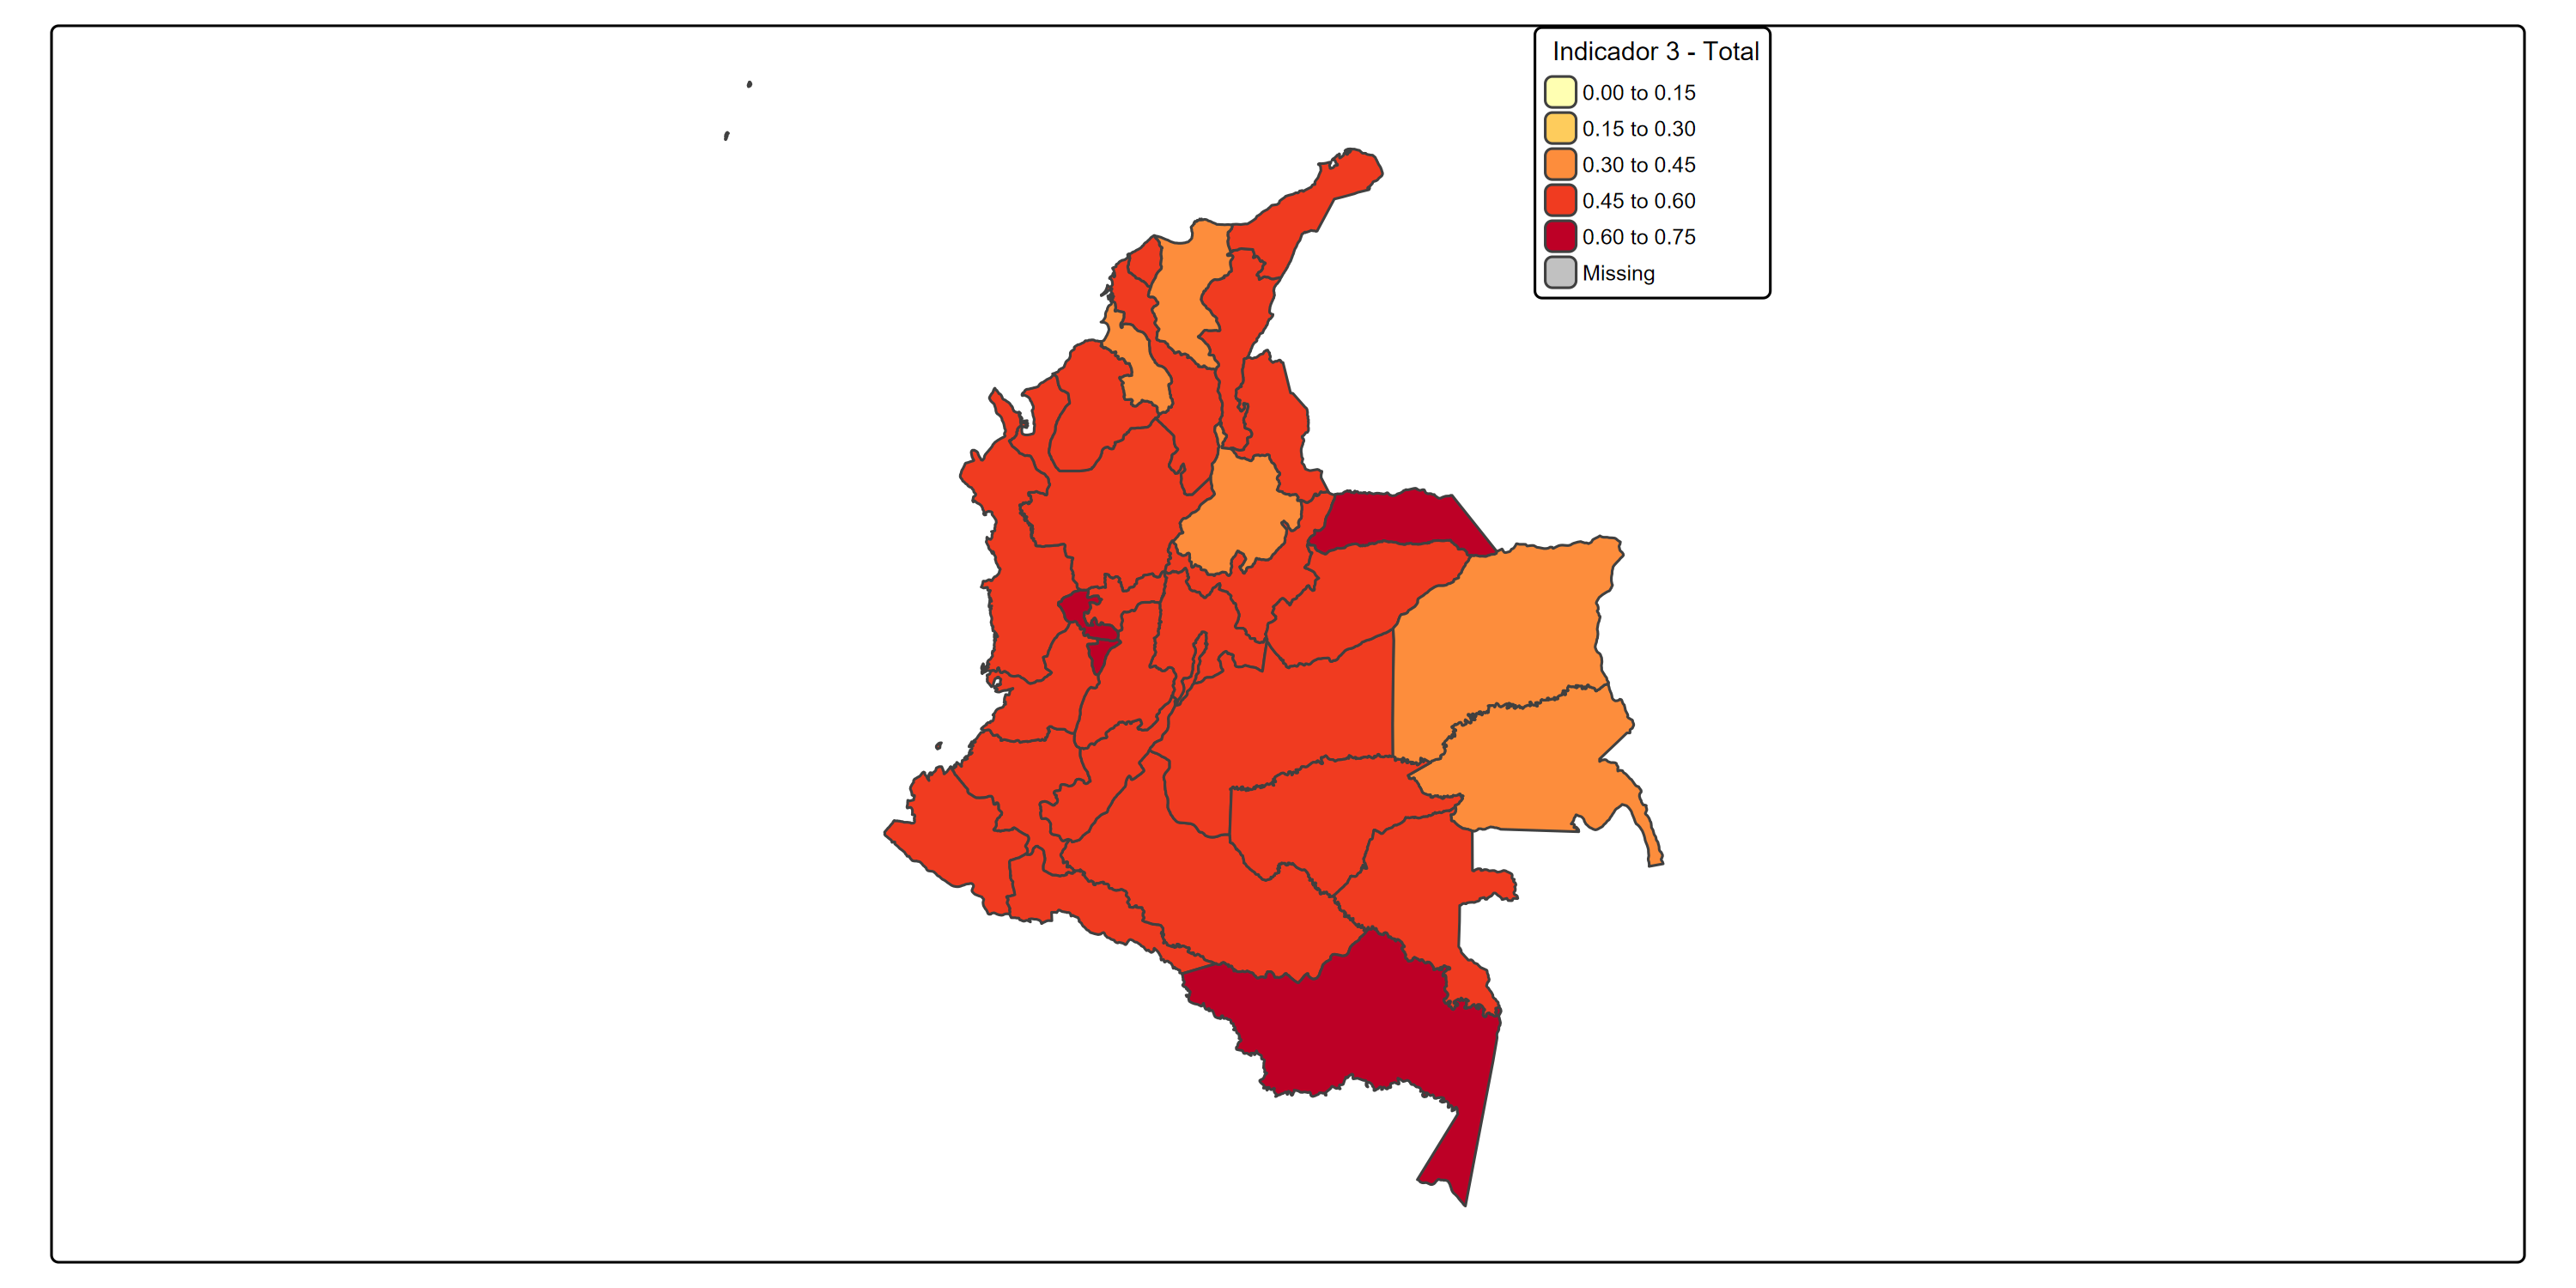 Indicador 3 - Total
0.00 to 0.15
0.15 to 0.30
0.30 to 0.45
0.45 to 0.60
0.60 to 0.75
Missing